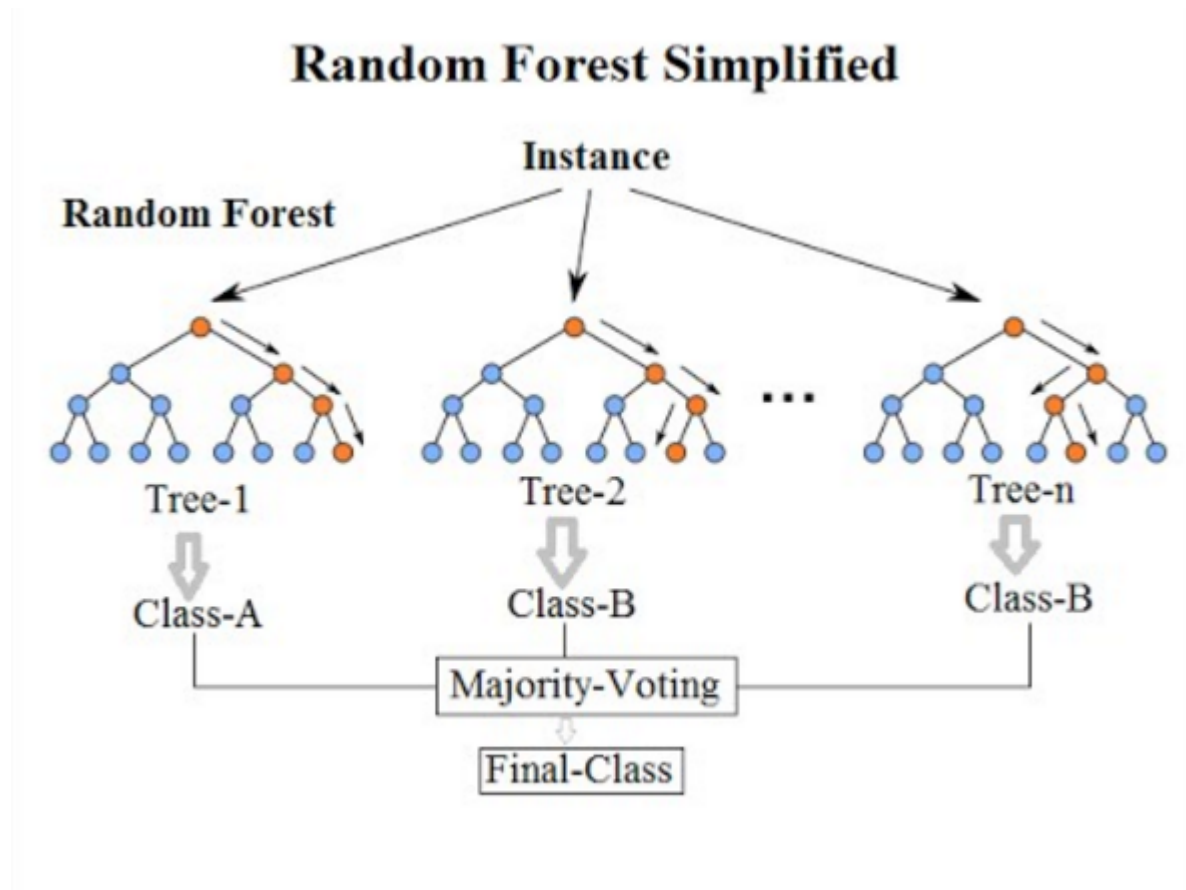 Random Forest Simplified
Instance
Random Forest
...
Tree-1
Tree-2
Tree-n
Class-A
Class-B
Class-B
Majority-Voting
Final-Class